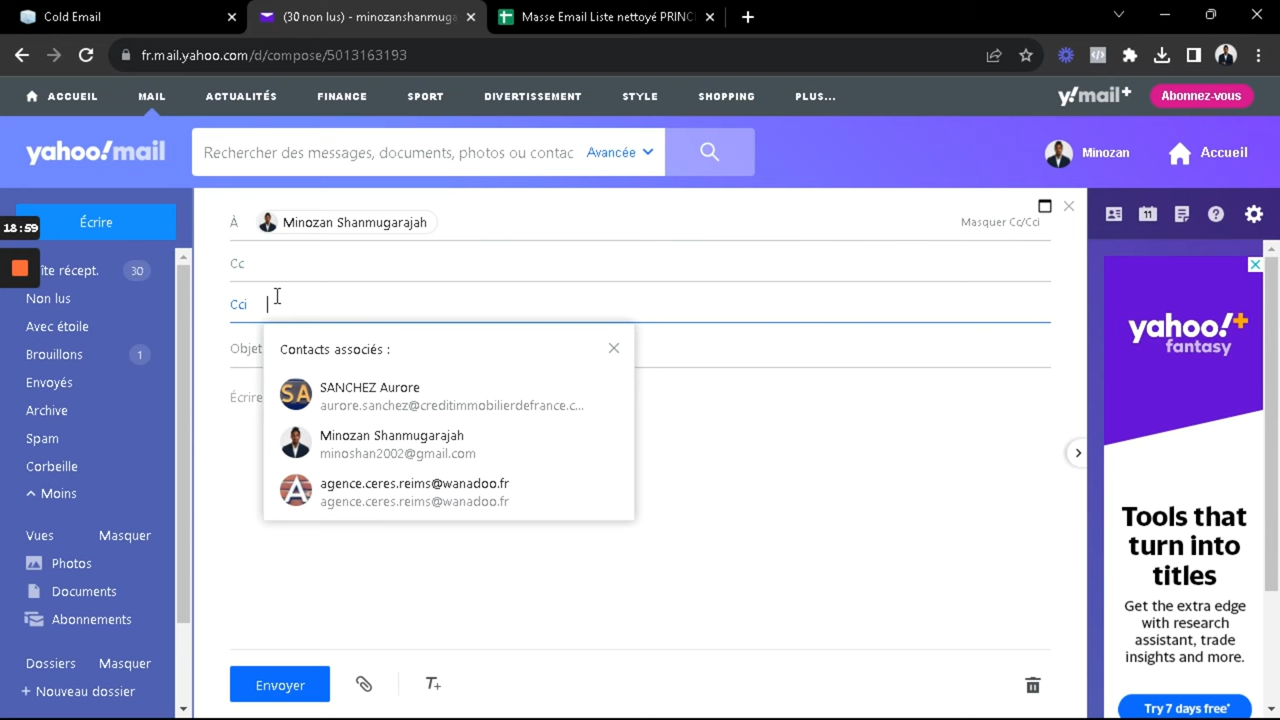 Cold Email
(30 non lus) - minozanshanmuga
Masse Email Liste nettoyé PRINC
fr.mail.yahoo.com/d/compose/5013163193
ACCUEIL
MAIL
ACTUALITÉS
FINANCE
SPORT
DIVERTISSEMENT
STYLE
SHOPPING
PLUS...
y!mail+
Abonnez-vous
yahoo!mail
Rechercher des messages, documents, photos ou contac
Avancée
Minozan
Accueil
Écrire
18:59
îte récept.
30
Non lus
Avec étoile
Brouillons
1
Envoyés
Archive
Spam
Corbeille
Moins
Vues
Masquer
Photos
Documents
Abonnements
Dossiers
Masquer
+ Nouveau dossier
À
Minozan Shanmugarajah
Masquer Cc/Cci
Cc
Cci
Objet
Écrire
Contacts associés :
SA
SANCHEZ Aurore
aurore.sanchez@creditimmobilierdefrance.c...
Minozan Shanmugarajah
minoshan2002@gmail.com
A
agence.ceres.reims@wanadoo.fr
agence.ceres.reims@wanadoo.fr
Envoyer
11
yahoo!+
fantasy
Tools that
turn into
titles
Get the extra edge
with research
assistant, trade
insights and more.
Try 7 days free*